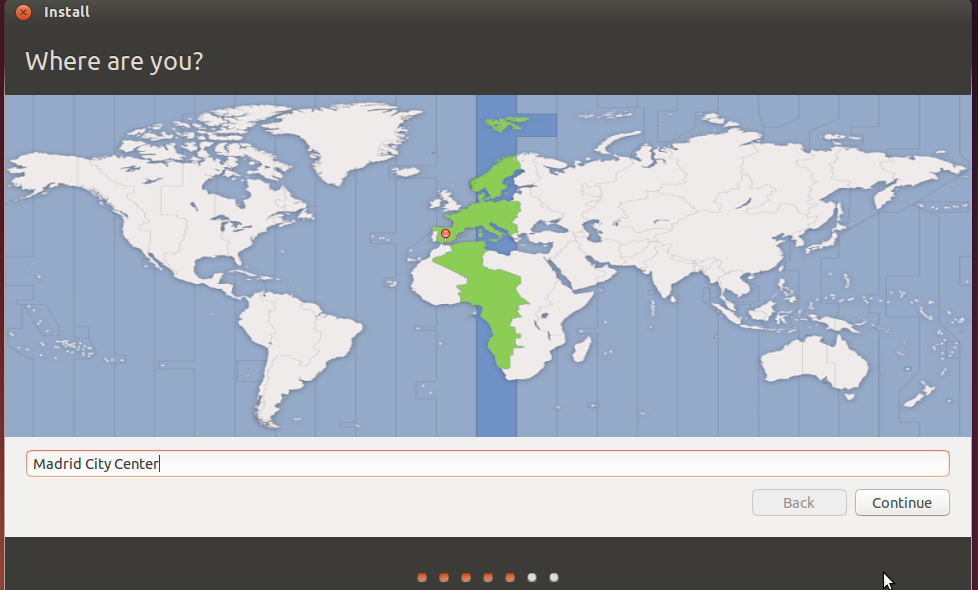 Install
Where are you?
Madrid City Center
Back
Continue